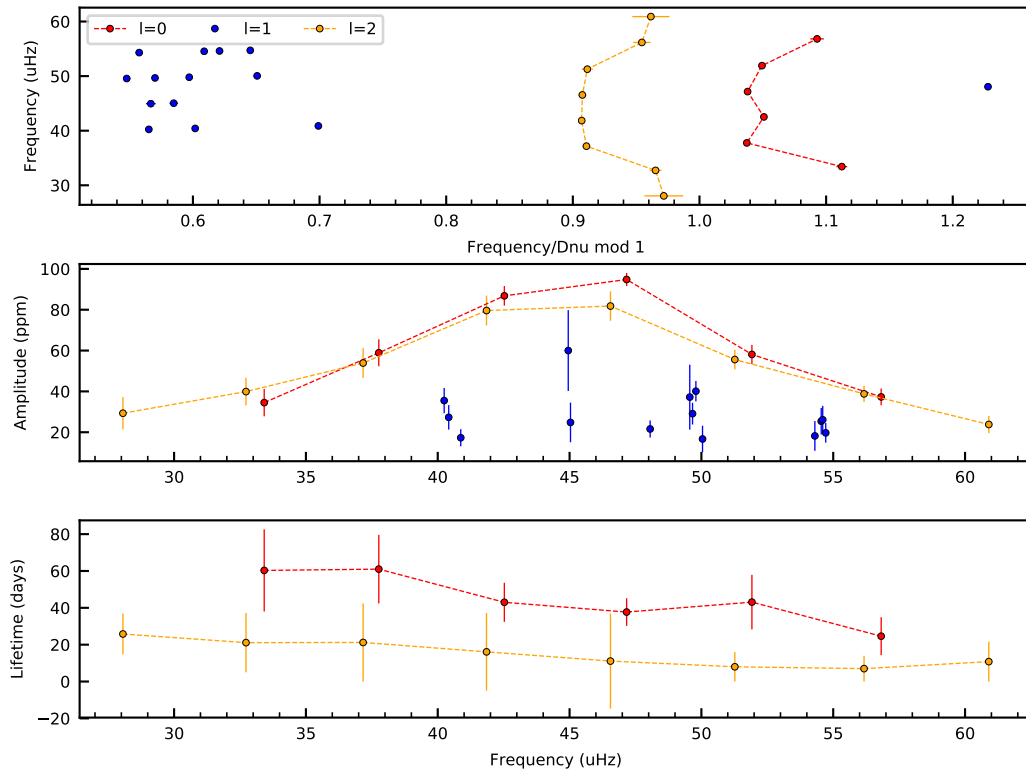 l=0 l=1 l=2
Frequency (uHz)
60
50
40
30
0.6 0.7 0.8 0.9 1.0 1.1 1.2
Frequency/Dnu mod 1
Amplitude (ppm)
100
80
60
40
20
30 35 40 45 50 55 60
Lifetime (days)
80
60
40
20
0
−20
30 35 40 45 50 55 60
Frequency (uHz)